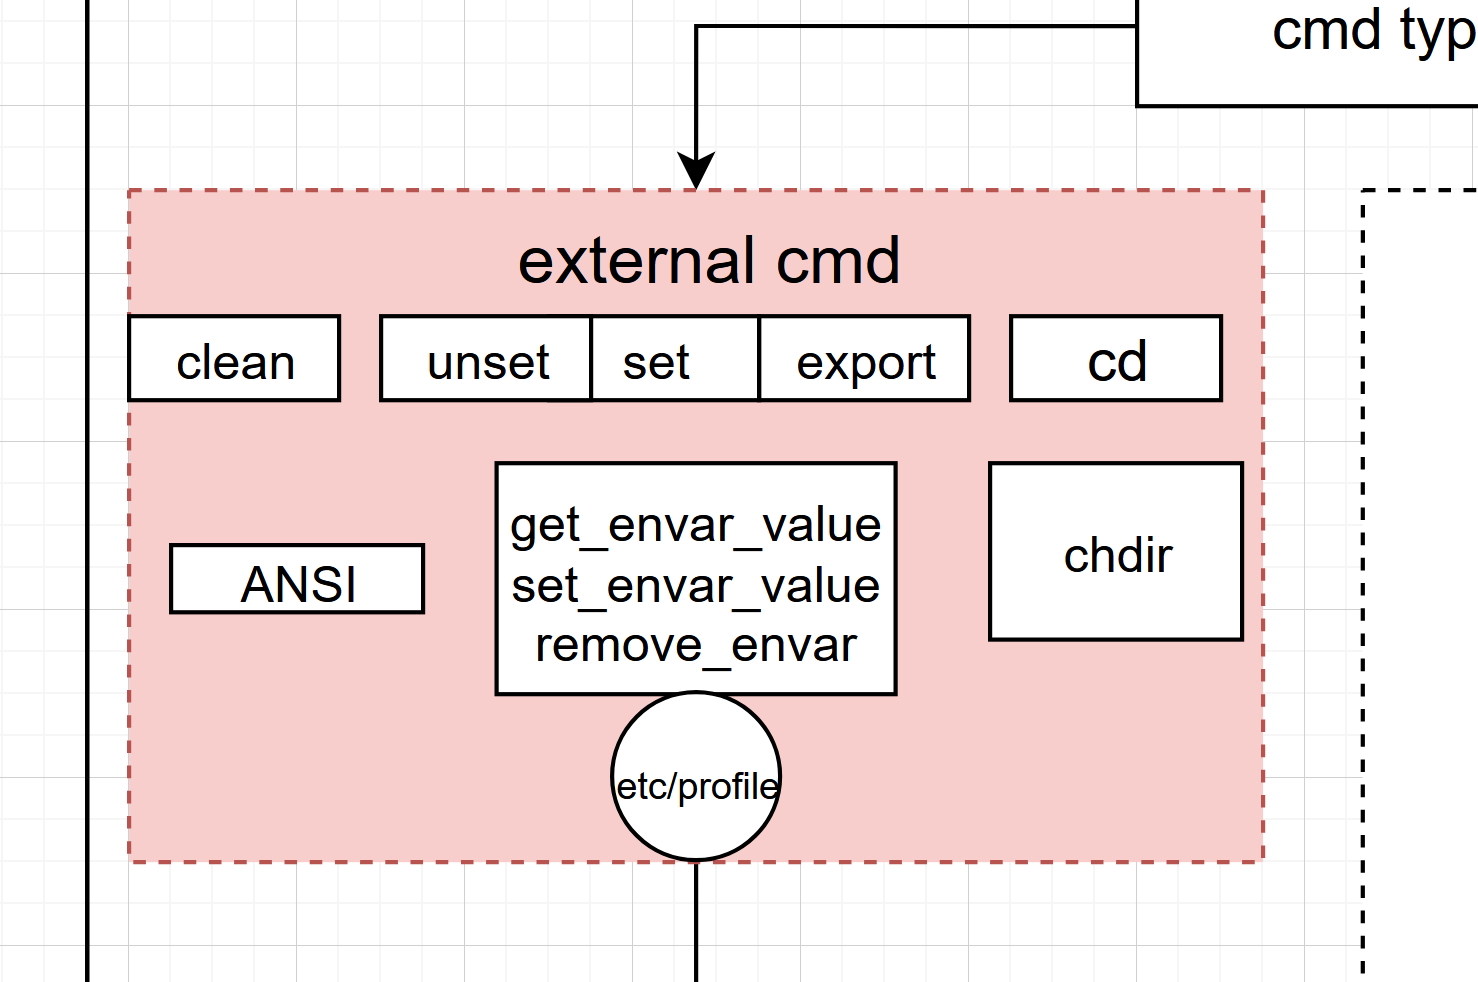 cmd typ
external cmd
clean
unset
set
export
cd
get_envar_value
set_envar_value
remove_envar
ANSI
chdir
etc/profile